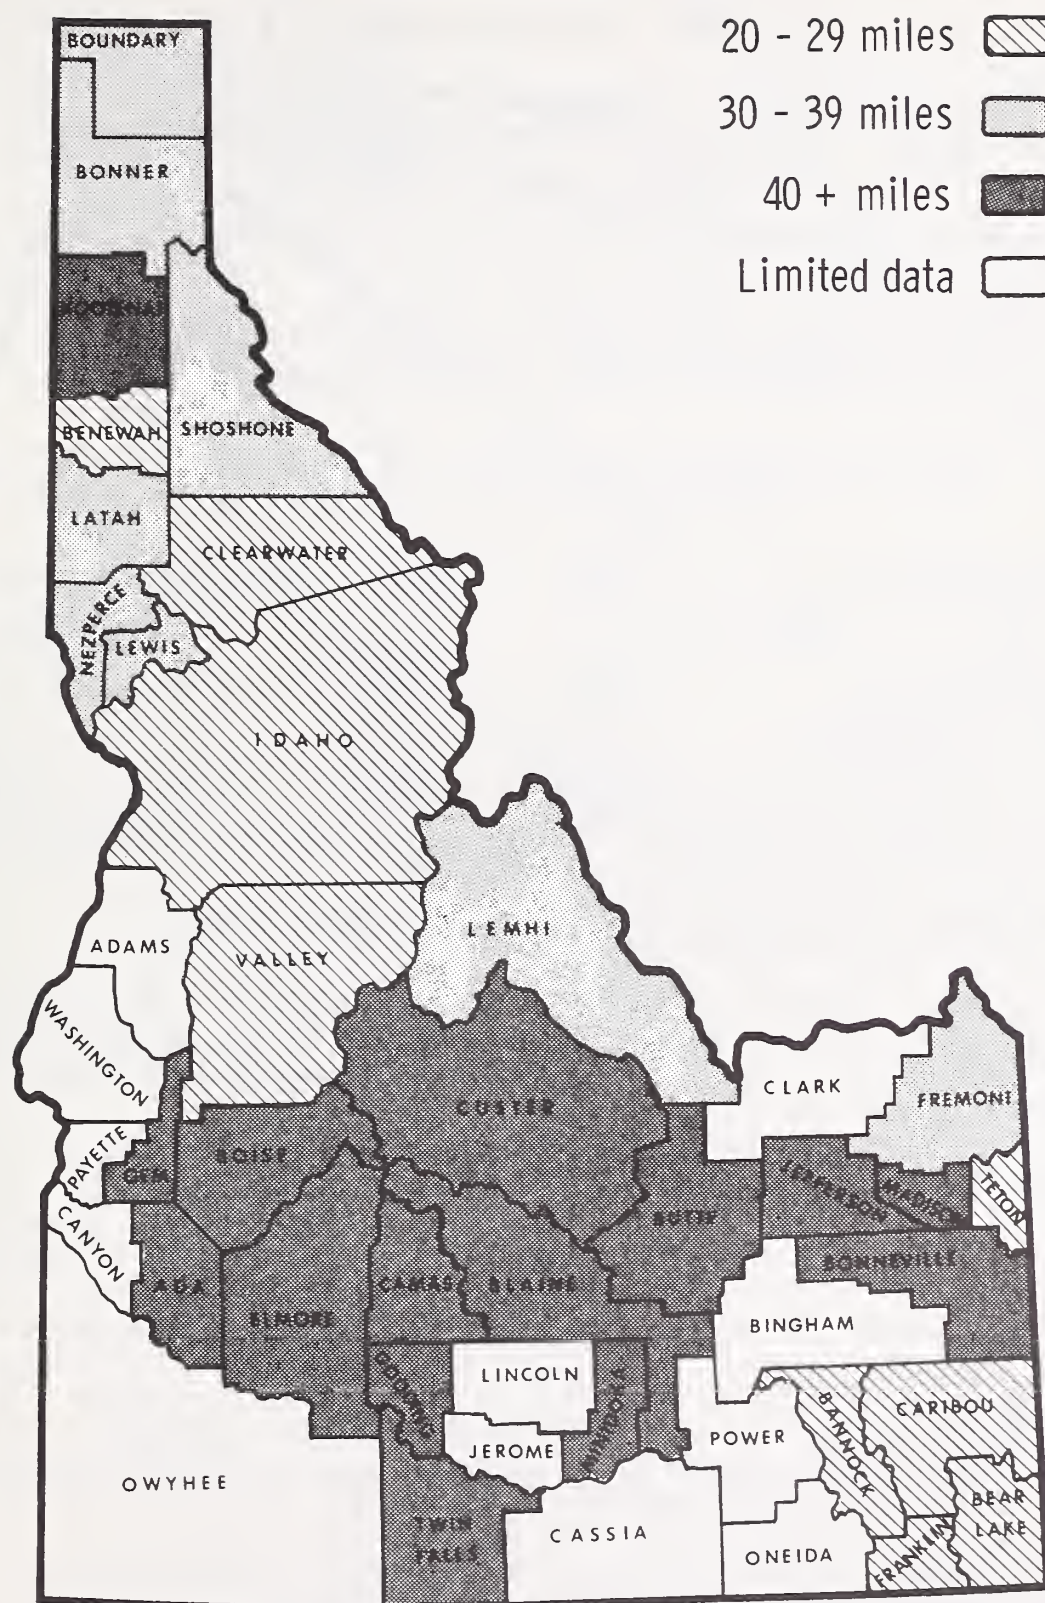 20 - 29 miles
30 - 39 miles
40 + miles
Limited data
BOUNDARY
BONNER
KOOTENAI
BENEWAH
SHOSHONE
LATAH
CLEARWATER
NEZPERCE
LEWIS
IDAHO
LEMHI
ADAMS
VALLEY
WASHINGTON
CLARK
FREMONT
CUSTER
PAYETTE
GEM
BOISE
JEFFERSON
MADISON
TETON
CANYON
BUTTE
ADA
ELMORE
CAMAS
BLAINE
BONNEVILLE
BINGHAM
GOODING
LINCOLN
MINIDOKA
JEROME
POWER
BANNOCK
CARIBOU
OWYHEE
TWIN
FALLS
CASSIA
ONEIDA
FRANKLIN
BEAR
LAKE